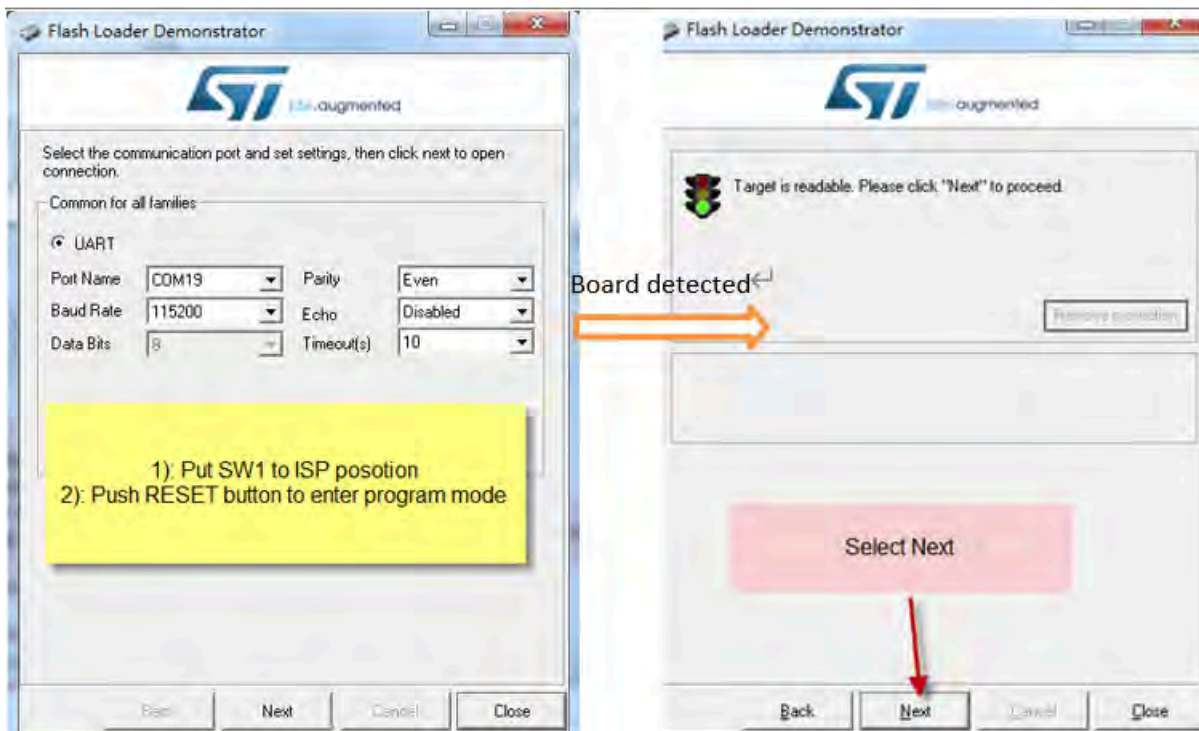 Flash Loader Demonstrator
ST life.augmented
Select the communication port and set settings, then click next to open
connection.
Common for all families
UART
Port Name COM19 Parity Even
Baud Rate 115200 Echo Disabled
Data Bits 8 Timeout(s) 10
1): Put SW1 to ISP posotion
2): Push RESET button to enter program mode
Back Next Cancel Close
Board detected
Flash Loader Demonstrator
ST augmented
Target is readable. Please click "Next" to proceed.
Remove protection
Select Next
Back Next Cancel Close